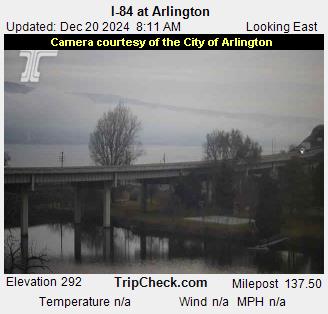 I-84 at Arlington
Updated: Dec 20 2024 8:11 AM Looking East
Camera courtesy of the City of Arlington
Elevation 292 TripCheck.com Milepost 137.50
Temperature n/a Wind n/a MPH n/a